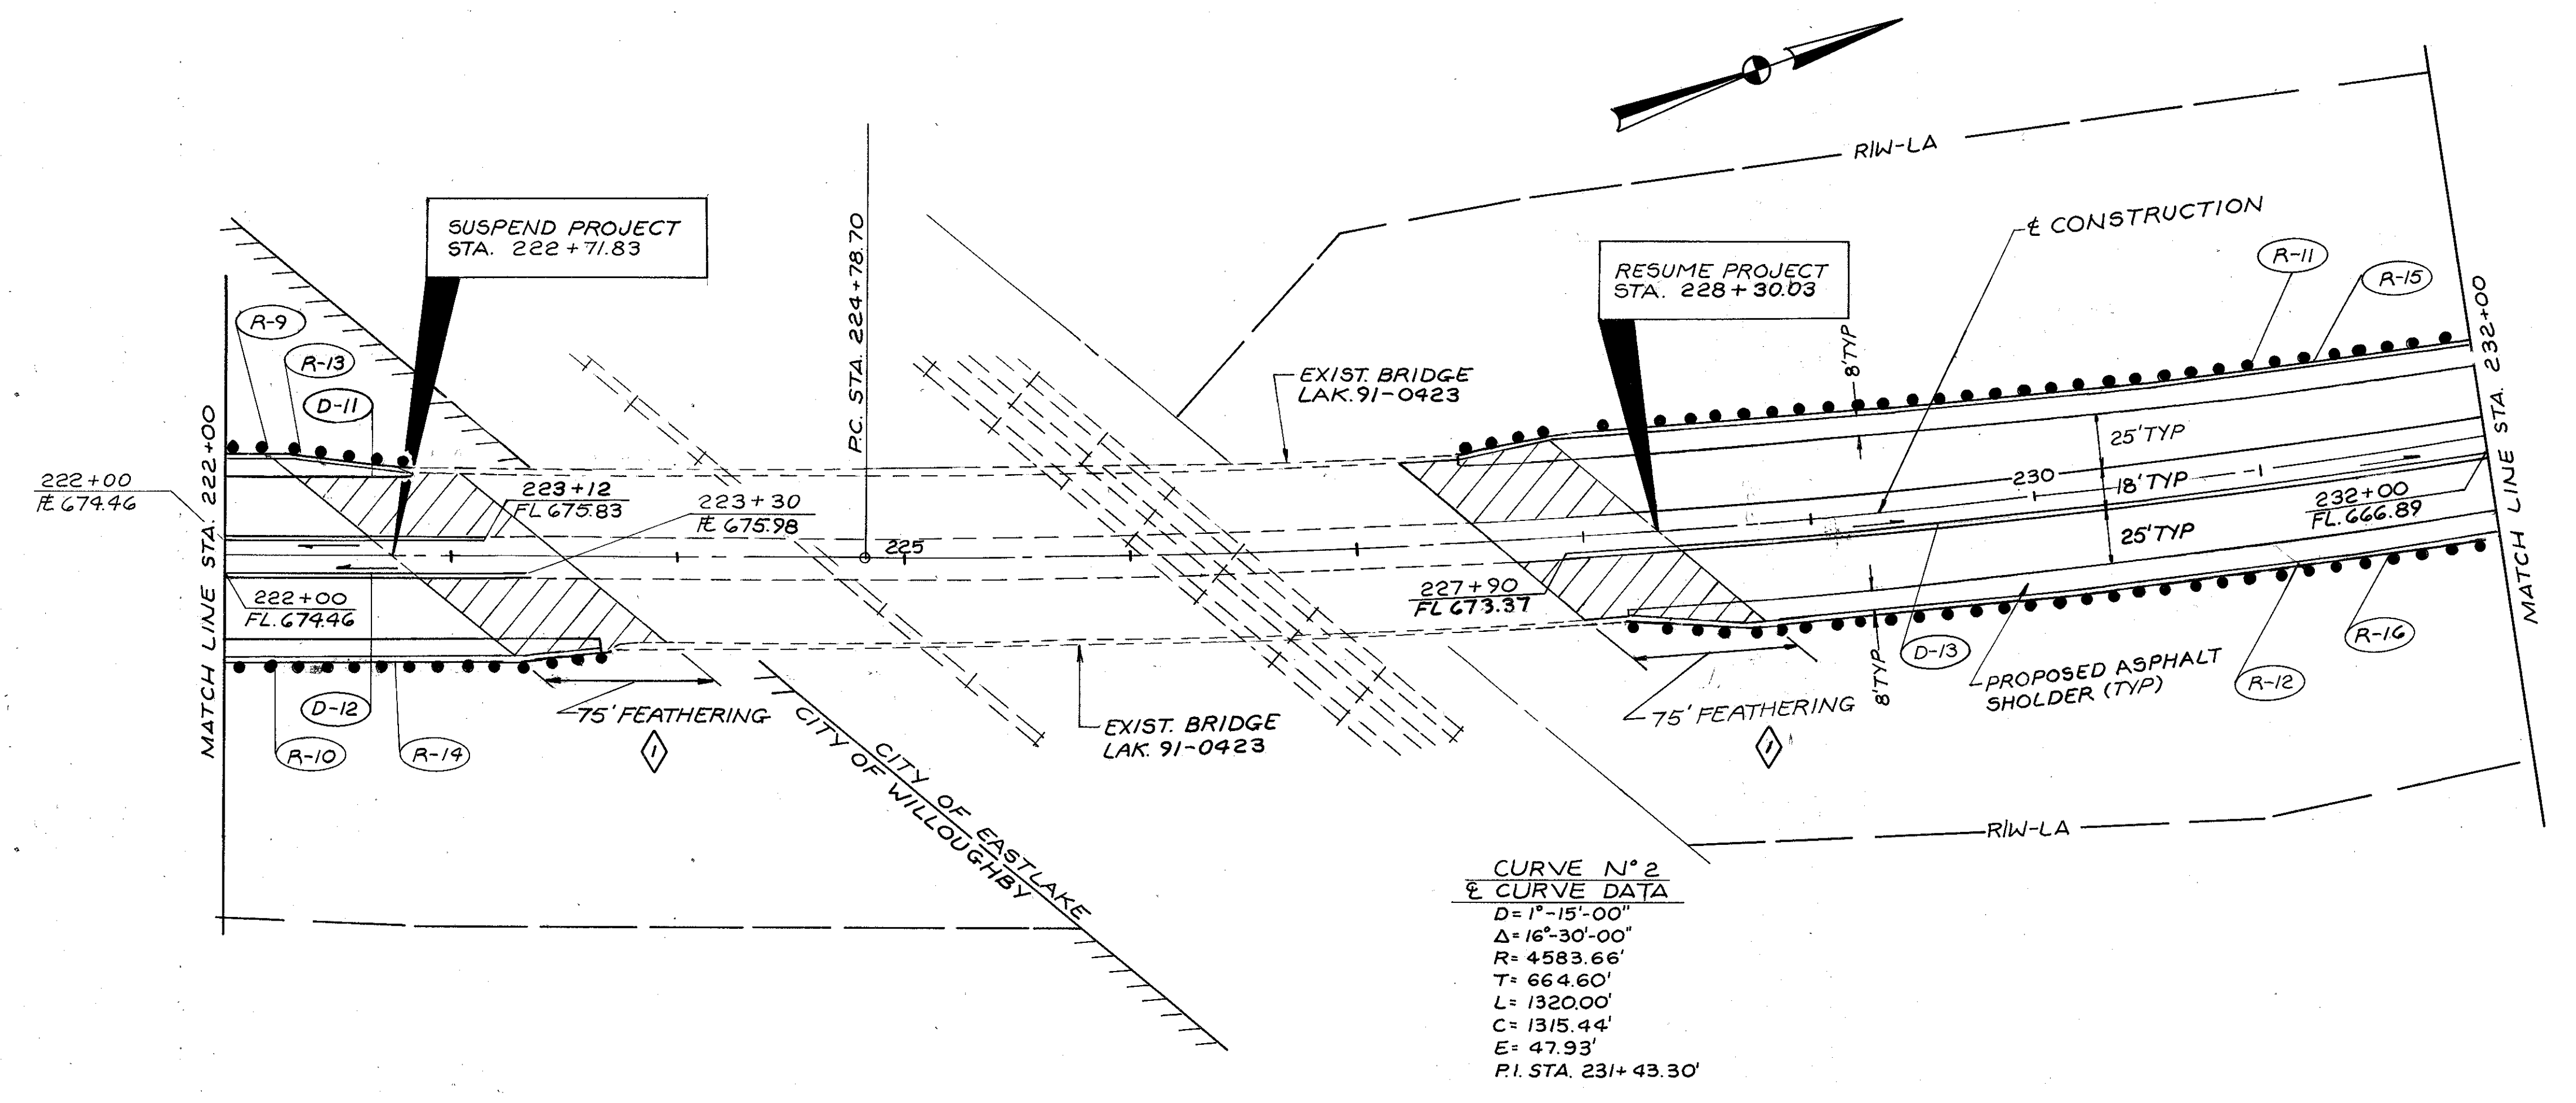 R/W-LA
SUSPEND PROJECT
STA. 222+71.83
P.C. STA. 224+78.70
℄ CONSTRUCTION
RESUME PROJECT
STA. 228+30.03
R-11
R-15
R-9
R-13
D-11
8'TYP
EXIST. BRIDGE
LAK. 91-0423
MATCH LINE STA. 222+00
MATCH LINE STA. 232+00
25'TYP
222+00
℄ 674.46
223+12
FL 675.83
223+30
℄ 675.98
230
18'TYP
232+00
FL. 666.89
225
25'TYP
222+00
FL. 674.46
227+90
FL 673.37
D-12
R-10
R-14
75' FEATHERING
1
EXIST. BRIDGE
LAK. 91-0423
75' FEATHERING
1
8'TYP
D-13
PROPOSED ASPHALT
SHOLDER (TYP)
R-12
R-16
CITY OF EASTLAKE
CITY OF WILLOUGHBY
R/W-LA
CURVE N° 2
℄ CURVE DATA
D= 1°-15'-00"
Δ= 16°-30'-00"
R= 4583.66'
T= 664.60'
L= 1320.00'
C= 1315.44'
E= 47.93'
P.I. STA. 231+43.30'